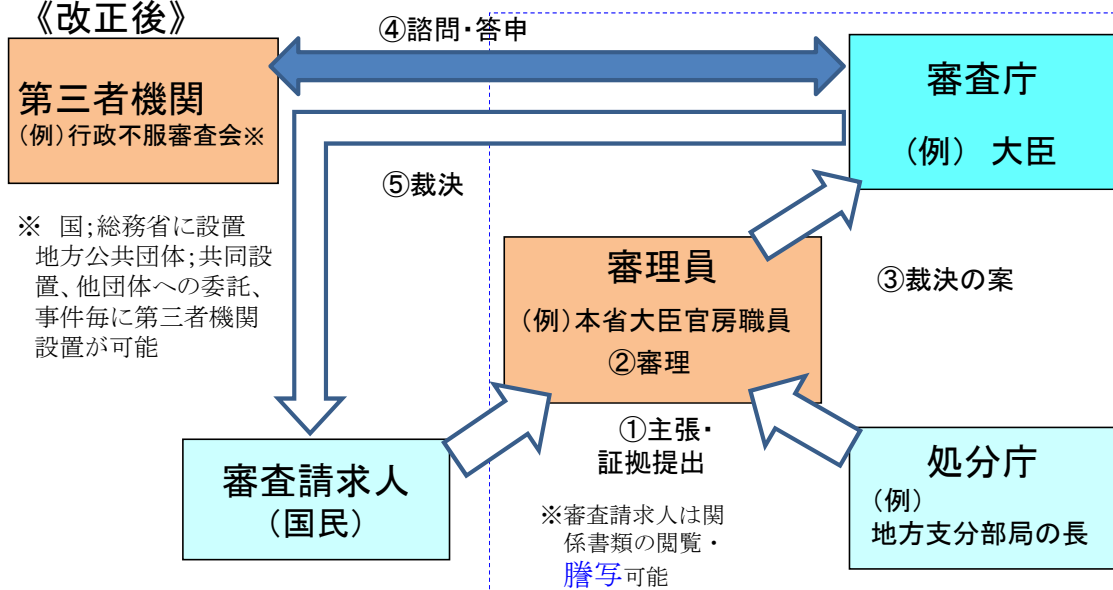 《改正後》
④諮問・答申
第三者機関
(例)行政不服審査会※
審査庁
(例) 大臣
⑤裁決
※ 国;総務省に設置
地方公共団体;共同設
置、他団体への委託、
事件毎に第三者機関
設置が可能
審理員
(例)本省大臣官房職員
②審理
③裁決の案
①主張・
証拠提出
審査請求人
(国民)
処分庁
(例)
地方支分部局の長
※審査請求人は関
係書類の閲覧・
謄写可能